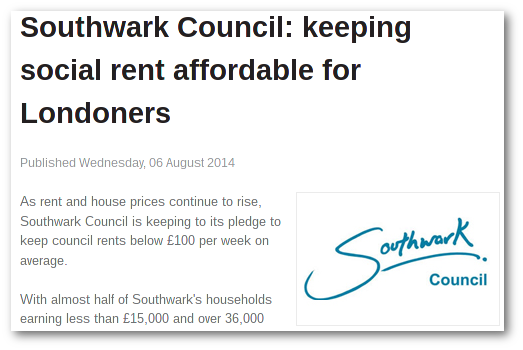 Southwark Council: keeping
social rent affordable for
Londoners
Published Wednesday, 06 August 2014
As rent and house prices continue to rise,
Southwark Council is keeping to its pledge to
keep council rents below £100 per week on
average.
With almost half of Southwark's households
earning less than £15,000 and over 36,000
Southwark
Council